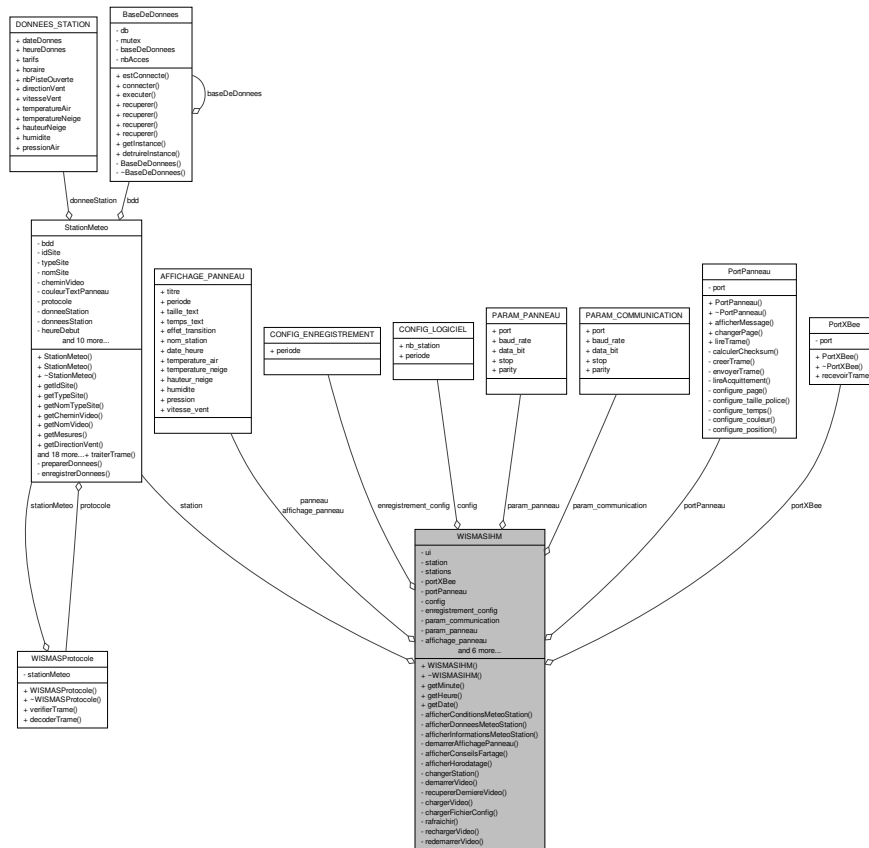 DONNEES_STATION
+ dateDonnes
+ heureDonnes
+ tarifs
+ horaire
+ nbPisteOuverte
+ directionVent
+ vitesseVent
+ temperatureAir
+ temperatureNeige
+ hauteurNeige
+ humidite
+ pressionAir
BaseDeDonnees
- db
- mutex
- baseDeDonnees
- nbAcces
+ estConnecte()
+ connecter()
+ executer()
+ recuperer()
+ recuperer()
+ recuperer()
+ recuperer()
+ getInstance()
+ detruireInstance()
- BaseDeDonnees()
- ~BaseDeDonnees()
baseDeDonnees
donneeStation
bdd
StationMeteo
- bdd
- idSite
- typeSite
- nomSite
- cheminVideo
- couleurTextPanneau
- protocole
- donneeStation
- donneesStation
- heureDebut
and 10 more...
+ StationMeteo()
+ StationMeteo()
+ ~StationMeteo()
+ getIdSite()
+ getTypeSite()
+ getNomTypeSite()
+ getCheminVideo()
+ getNomVideo()
+ getMesures()
+ getDirectionVent()
and 18 more...+ traiterTrame()
- preparerDonnees()
- enregistrerDonnees()
AFFICHAGE_PANNEAU
+ titre
+ periode
+ taille_text
+ temps_text
+ effet_transition
+ nom_station
+ date_heure
+ temperature_air
+ temperature_neige
+ hauteur_neige
+ humidite
+ pression
+ vitesse_vent
CONFIG_ENREGISTREMENT
+ periode
CONFIG_LOGICIEL
+ nb_station
+ periode
PARAM_PANNEAU
+ port
+ baud_rate
+ data_bit
+ stop
+ parity
PARAM_COMMUNICATION
+ port
+ baud_rate
+ data_bit
+ stop
+ parity
PortPanneau
- port
+ PortPanneau()
+ ~PortPanneau()
+ afficherMessage()
+ changerPage()
+ lireTrame()
- calculerChecksum()
- creerTrame()
- envoyerTrame()
- lireAcquittement()
- configure_page()
- configure_taille_police()
- configure_temps()
- configure_couleur()
- configure_position()
PortXBee
- port
+ PortXBee()
+ ~PortXBee()
+ recevoirTrame
stationMeteo
protocole
station
panneau
affichage_panneau
enregistrement_config
config
param_panneau
param_communication
portPanneau
portXBee
WISMASProtocole
- stationMeteo
+ WISMASProtocole()
+ ~WISMASProtocole()
+ verifierTrame()
+ decoderTrame()
WISMASIHM
- ui
- station
- stations
- portXBee
- portPanneau
- config
- enregistrement_config
- param_communication
- param_panneau
- affichage_panneau
and 6 more...
+ WISMASIHM()
+ ~WISMASIHM()
+ getMinute()
+ getHeure()
+ getDate()
- afficherConditionsMeteoStation()
- afficherDonneesMeteoStation()
- afficherInformationsMeteoStation()
- demarrerAffichagePanneau()
- afficherConseilsFartage()
- afficherHorodatage()
- changerStation()
- demarrerVideo()
- recupererDerniereVideo()
- chargerVideo()
- chargerFichierConfig()
- rafraichir()
- rechargerVideo()
- redemarrerVideo()